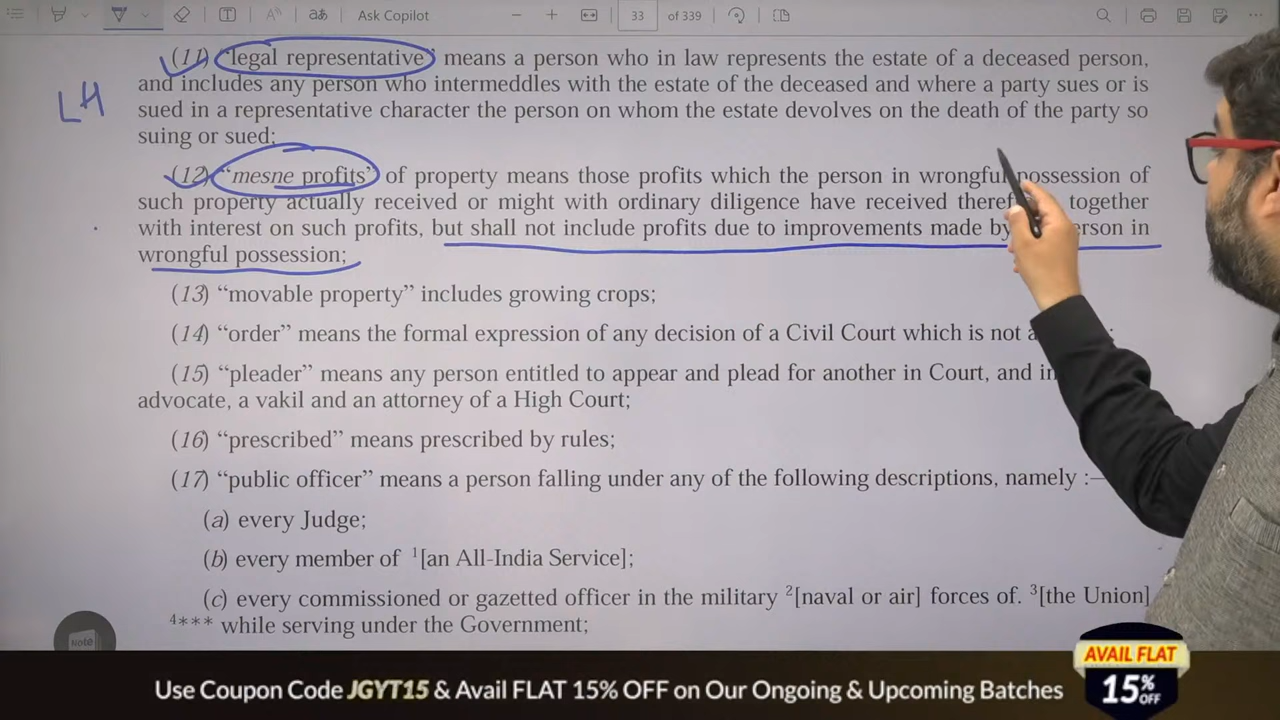 Ask Copilot
33 of 339
(11) “legal representative” means a person who in law represents the estate of a deceased person,
and includes any person who intermeddles with the estate of the deceased and where a party sues or is
LH
sued in a representative character the person on whom the estate devolves on the death of the party so
suing or sued;
(12) “mesne profits” of property means those profits which the person in wrongful possession of
such property actually received or might with ordinary diligence have received together
with interest on such profits, but shall not include profits due to improvements made by in
wrongful possession;
(13) “movable property” includes growing crops;
(14) “order” means the formal expression of any decision of a Civil Court which is not
(15) “pleader” means any person entitled to appear and plead for another in Court, and
advocate, a vakil and an attorney of a High Court;
(16) “prescribed” means prescribed by rules;
(17) “public officer” means a person falling under any of the following descriptions, namely :—
(a) every Judge;
(b) every member of 1[an All-India Service];
(c) every commissioned or gazetted officer in the military 2[naval or air] forces of. 3[the Union]
4*** while serving under the Government;
Note
AVAIL FLAT
15% OFF
Use Coupon Code JGYT15 & Avail FLAT 15% OFF on Our Ongoing & Upcoming Batches